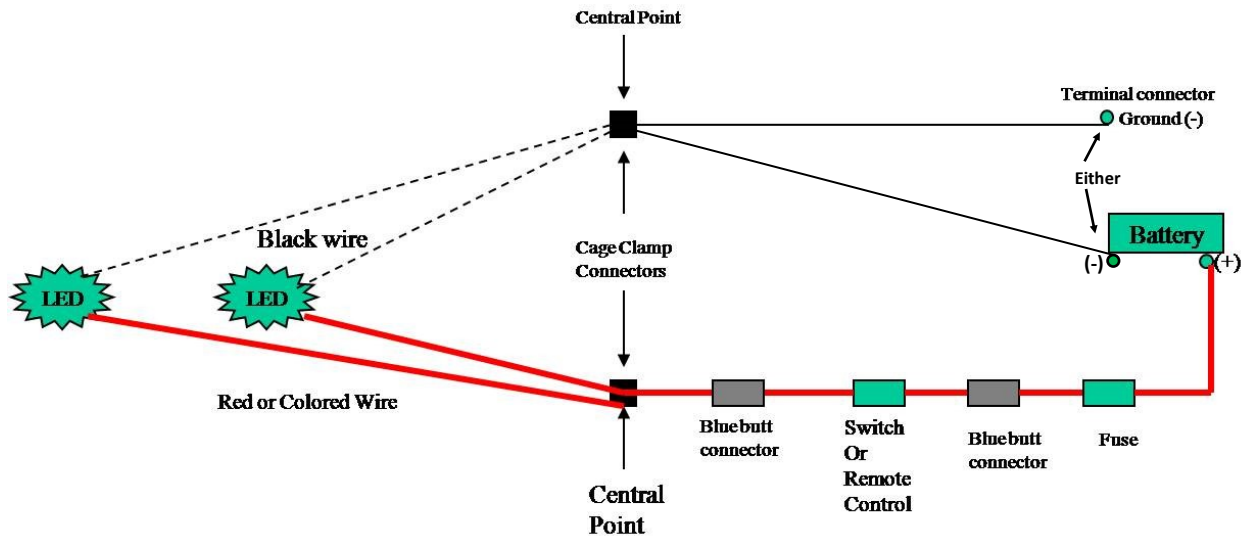 Central Point
Terminal connector
Ground (-)
Either
Black wire
Cage Clamp
Connectors
Battery
(-)
(+)
LED
LED
Red or Colored Wire
Blue butt
connector
Switch
Or
Remote
Control
Blue butt
connector
Fuse
Central
Point